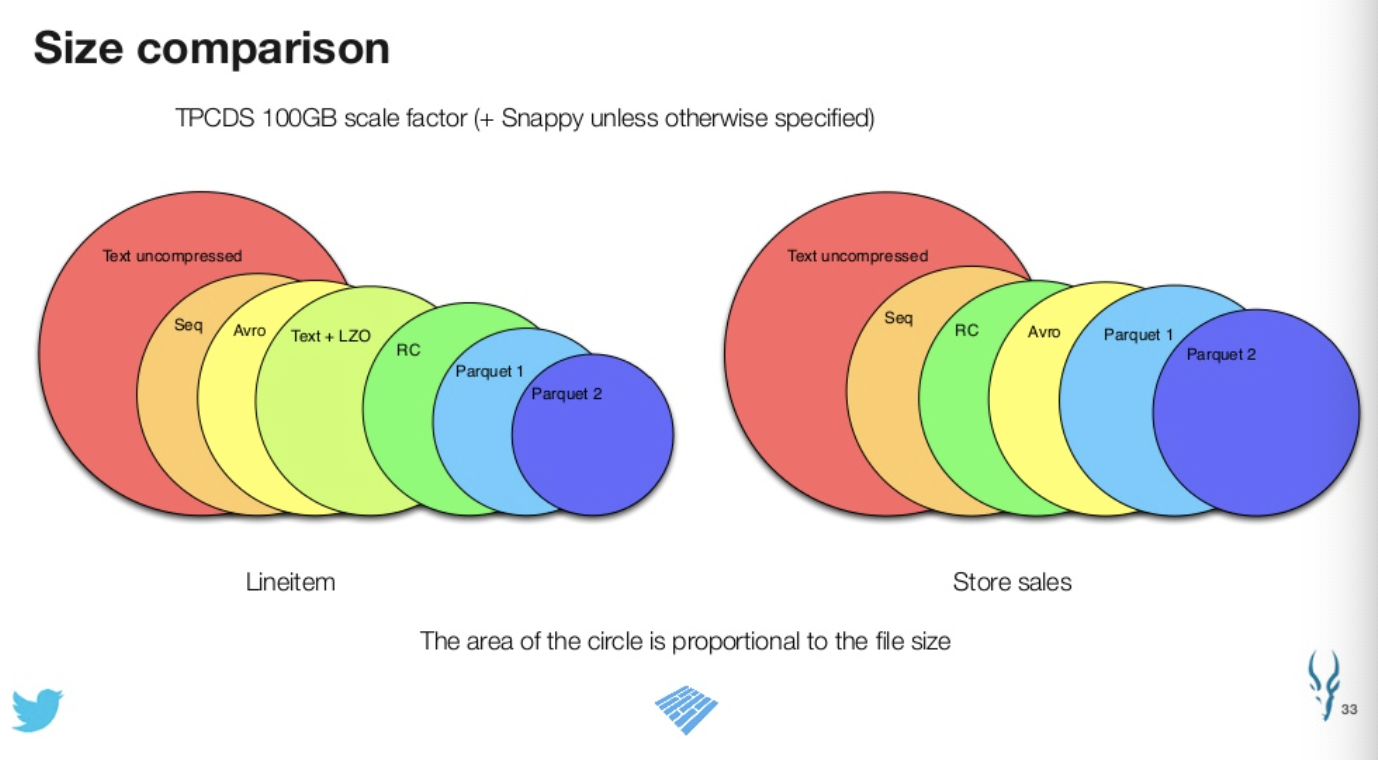 Size comparison
TPCDS 100GB scale factor (+ Snappy unless otherwise specified)
Text uncompressed
Seq
Avro
Text + LZO
RC
Parquet 1
Parquet 2
Lineitem
Text uncompressed
Seq
RC
Avro
Parquet 1
Parquet 2
Store sales
The area of the circle is proportional to the file size
33